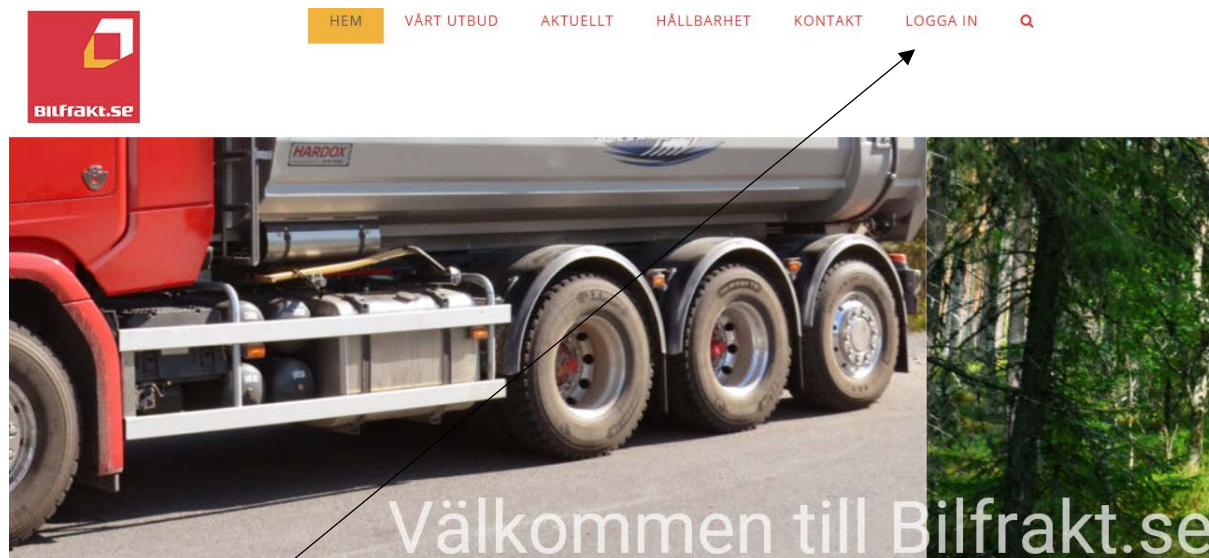 HEM VÅRT UTBUD AKTUELLT HÅLLBARHET KONTAKT LOGGA IN
BILFRAKT.SE
HARDOX
Välkommen till Bilfrakt.se